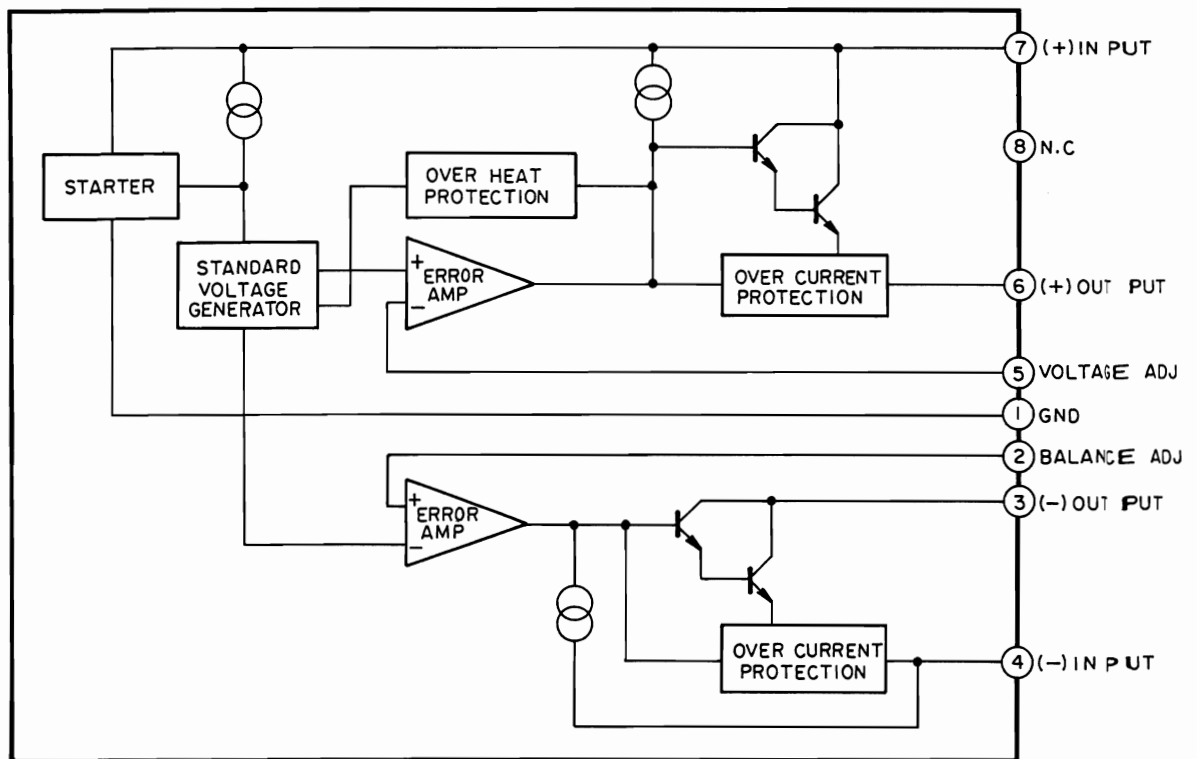 7 (+) IN PUT
8 N.C
STARTER
OVER HEAT
PROTECTION
STANDARD
VOLTAGE
GENERATOR
+
ERROR
AMP
−
OVER CURRENT
PROTECTION
6 (+) OUT PUT
5 VOLTAGE ADJ
1 GND
2 BALANCE ADJ
+
ERROR
AMP
−
3 (−) OUT PUT
OVER CURRENT
PROTECTION
4 (−) IN PUT